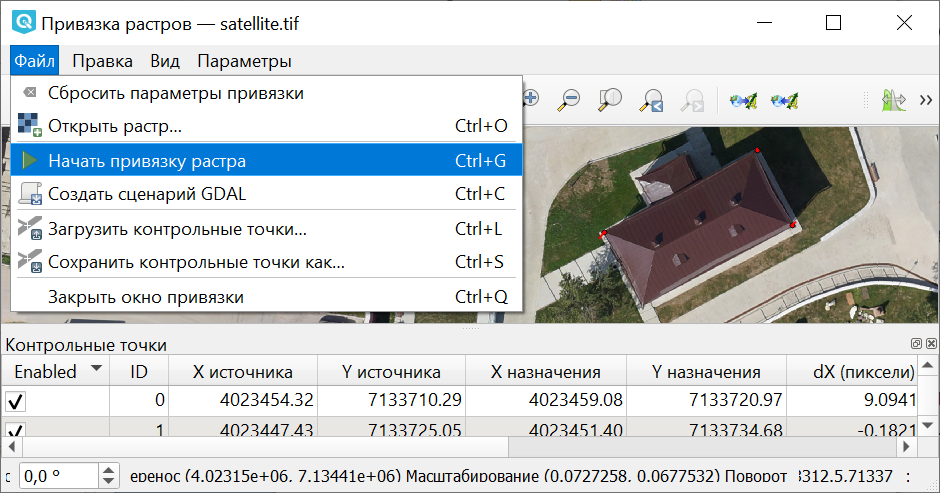 Привязка растров — satellite.tif
Файл Правка Вид Параметры
Сбросить параметры привязки
Открыть растр... Ctrl+O
Начать привязку растра Ctrl+G
Создать сценарий GDAL Ctrl+C
Загрузить контрольные точки... Ctrl+L
Сохранить контрольные точки как... Ctrl+S
Закрыть окно привязки Ctrl+Q
Контрольные точки
Enabled ID X источника Y источника X назначения Y назначения dX (пиксели)
0 4023454.32 7133710.29 4023459.08 7133720.97 9.0941
1 4023447.43 7133725.05 4023451.40 7133734.68 -0.1821
0,0 ° еренос (4.02315e+06, 7.13441e+06) Масштабирование (0.0727258, 0.0677532) Поворот 3312,5.71337 :